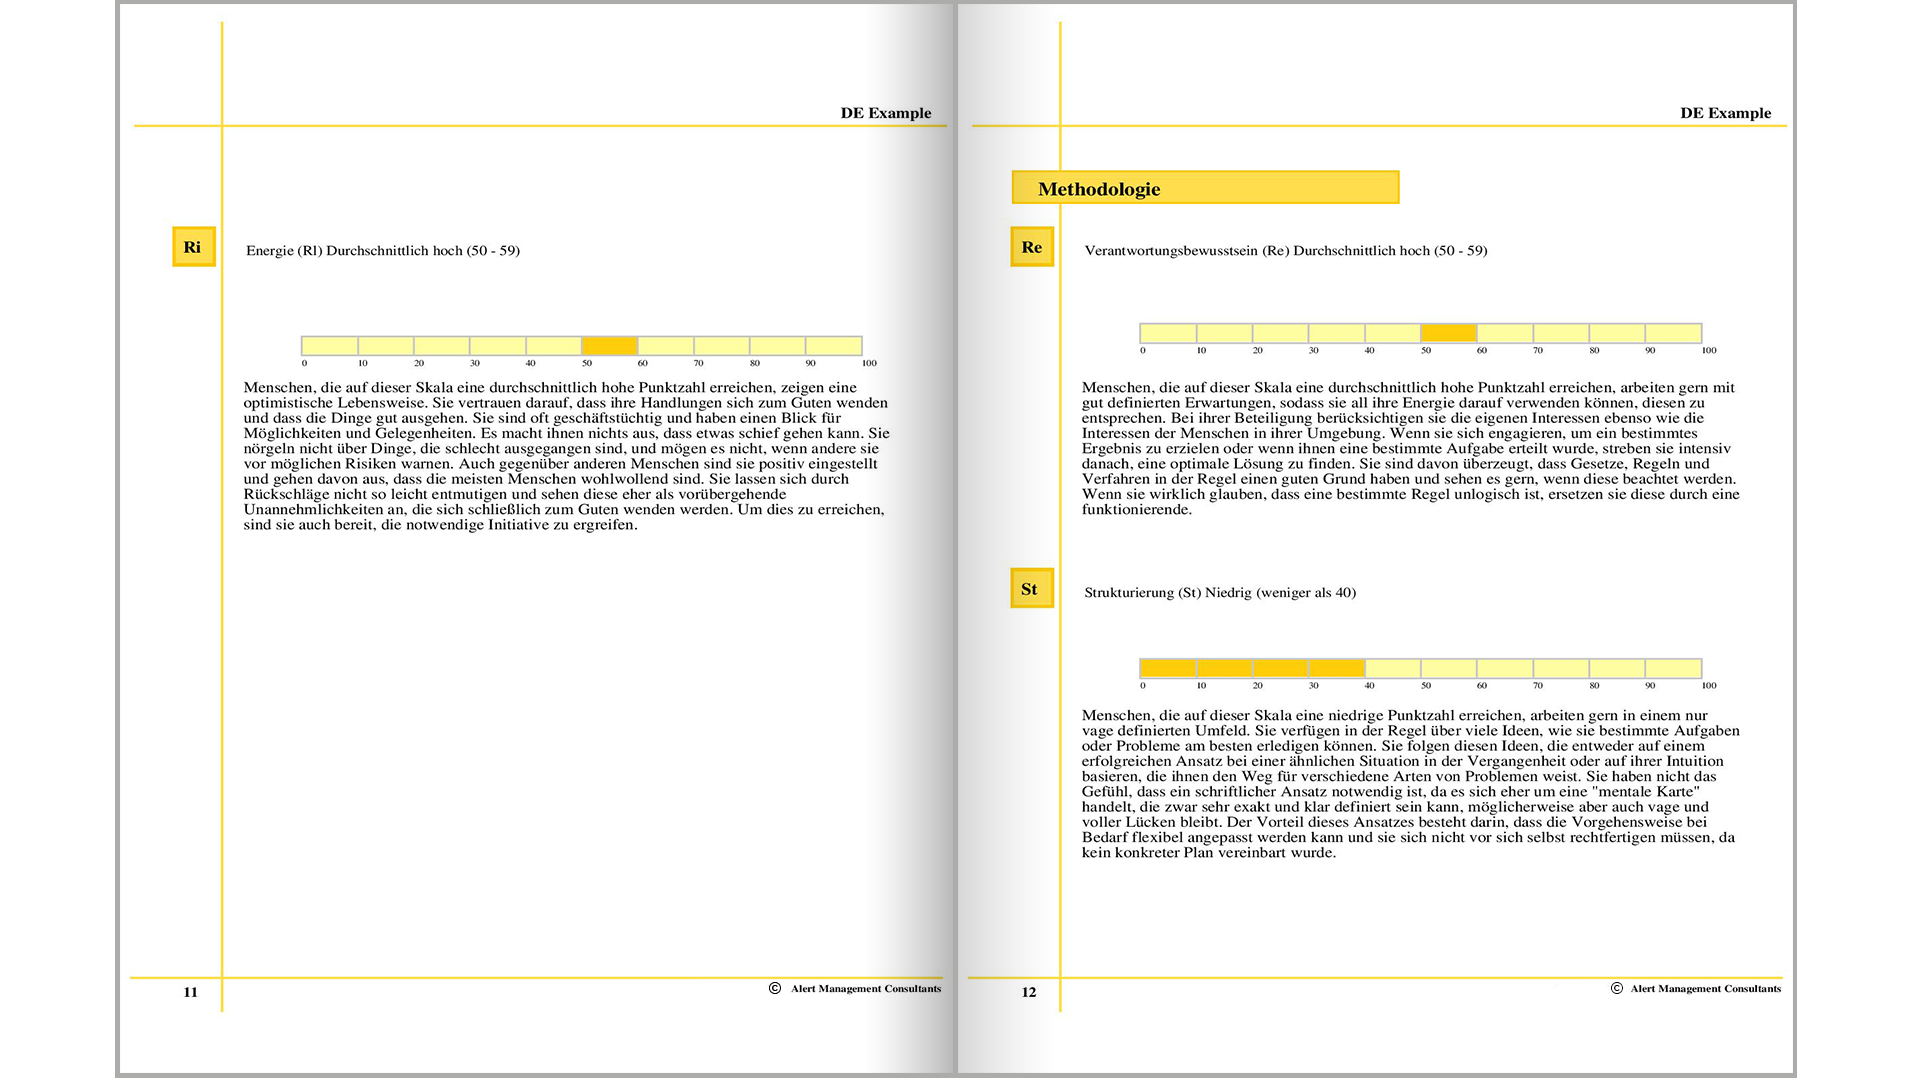 DE Example
Ri
Energie (Rl) Durchschnittlich hoch (50 - 59)
0 10 20 30 40 50 60 70 80 90 100
Menschen, die auf dieser Skala eine durchschnittlich hohe Punktzahl erreichen, zeigen eine
optimistische Lebensweise. Sie vertrauen darauf, dass ihre Handlungen sich zum Guten wenden
und dass die Dinge gut ausgehen. Sie sind oft geschäftstüchtig und haben einen Blick für
Möglichkeiten und Gelegenheiten. Es macht ihnen nichts aus, dass etwas schief gehen kann. Sie
nörgeln nicht über Dinge, die schlecht ausgegangen sind, und mögen es nicht, wenn andere sie
vor möglichen Risiken warnen. Auch gegenüber anderen Menschen sind sie positiv eingestellt
und gehen davon aus, dass die meisten Menschen wohlwollend sind. Sie lassen sich durch
Rückschläge nicht so leicht entmutigen und sehen diese eher als vorübergehende
Unannehmlichkeiten an, die sich schließlich zum Guten wenden werden. Um dies zu erreichen,
sind sie auch bereit, die notwendige Initiative zu ergreifen.
11
© Alert Management Consultants
DE Example
Methodologie
Re
Verantwortungsbewusstsein (Re) Durchschnittlich hoch (50 - 59)
0 10 20 30 40 50 60 70 80 90 100
Menschen, die auf dieser Skala eine durchschnittlich hohe Punktzahl erreichen, arbeiten gern mit
gut definierten Erwartungen, sodass sie all ihre Energie darauf verwenden können, diesen zu
entsprechen. Bei ihrer Beteiligung berücksichtigen sie die eigenen Interessen ebenso wie die
Interessen der Menschen in ihrer Umgebung. Wenn sie sich engagieren, um ein bestimmtes
Ergebnis zu erzielen oder wenn ihnen eine bestimmte Aufgabe erteilt wurde, streben sie intensiv
danach, eine optimale Lösung zu finden. Sie sind davon überzeugt, dass Gesetze, Regeln und
Verfahren in der Regel einen guten Grund haben und sehen es gern, wenn diese beachtet werden.
Wenn sie wirklich glauben, dass eine bestimmte Regel unlogisch ist, ersetzen sie diese durch eine
funktionierende.
St
Strukturierung (St) Niedrig (weniger als 40)
0 10 20 30 40 50 60 70 80 90 100
Menschen, die auf dieser Skala eine niedrige Punktzahl erreichen, arbeiten gern in einem nur
vage definierten Umfeld. Sie verfügen in der Regel über viele Ideen, wie sie bestimmte Aufgaben
oder Probleme am besten erledigen können. Sie folgen diesen Ideen, die entweder auf einem
erfolgreichen Ansatz bei einer ähnlichen Situation in der Vergangenheit oder auf ihrer Intuition
basieren, die ihnen den Weg für verschiedene Arten von Problemen weist. Sie haben nicht das
Gefühl, dass ein schriftlicher Ansatz notwendig ist, da es sich eher um eine "mentale Karte"
handelt, die zwar sehr exakt und klar definiert sein kann, möglicherweise aber auch vage und
voller Lücken bleibt. Der Vorteil dieses Ansatzes besteht darin, dass die Vorgehensweise bei
Bedarf flexibel angepasst werden kann und sie sich nicht vor sich selbst rechtfertigen müssen, da
kein konkreter Plan vereinbart wurde.
12
© Alert Management Consultants